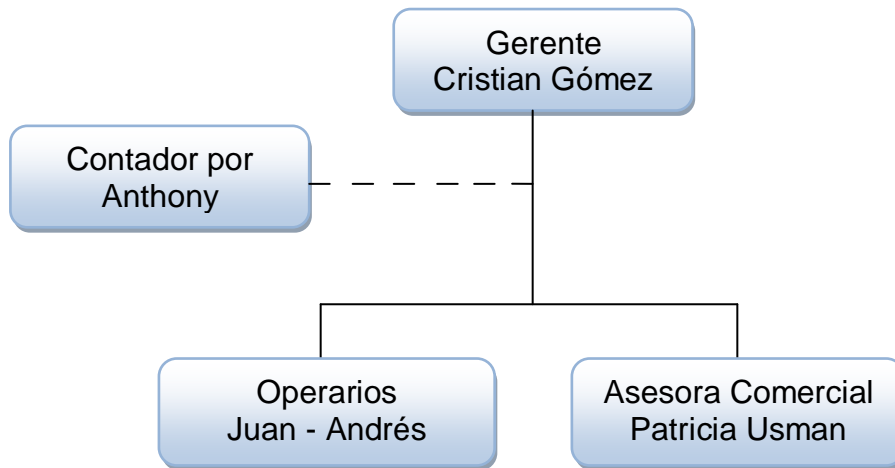 Gerente
Cristian Gómez
Contador por
Anthony
Operarios
Juan - Andrés
Asesora Comercial
Patricia Usman